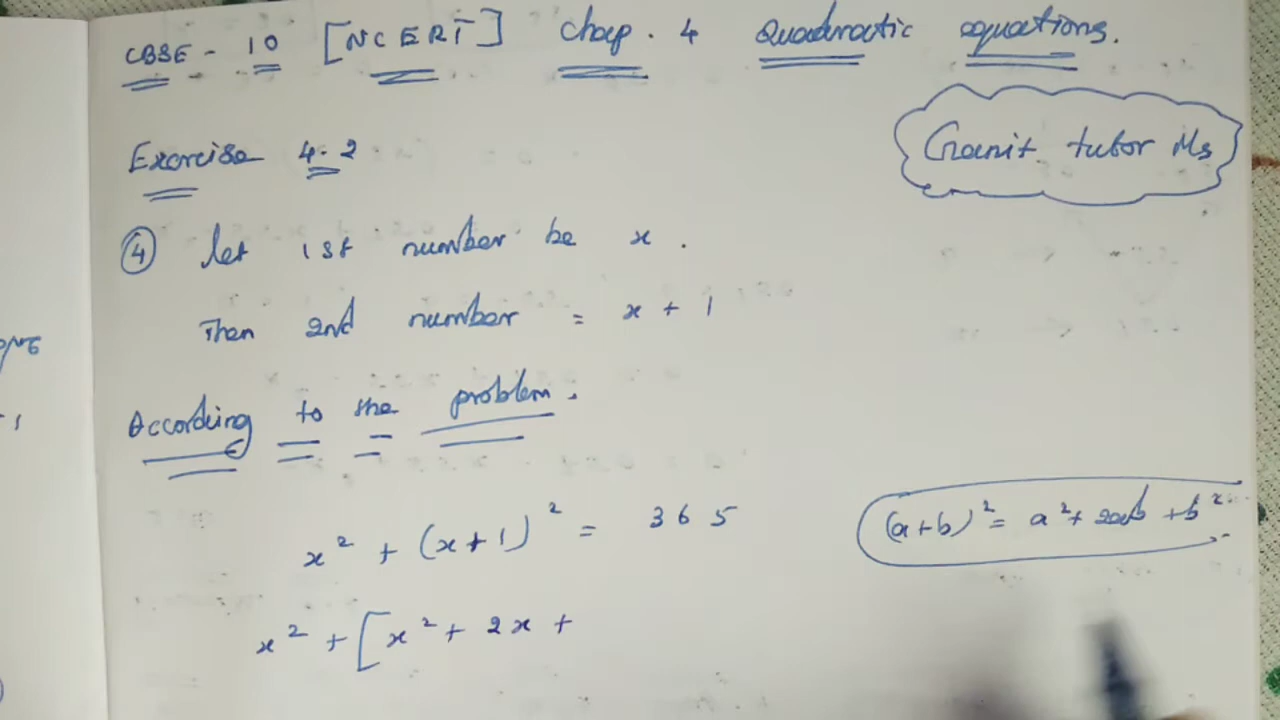 CBSE - 10 [NCERT] Chap. 4 Quadratic equations.
Ganit tutor Ms
Exercise 4.2
④ Let 1st number be x.
Then 2nd number = x + 1
According to the problem.
x² + (x+1)² = 365
(a+b)² = a² + 2ab + b²
x² + [x² + 2x +